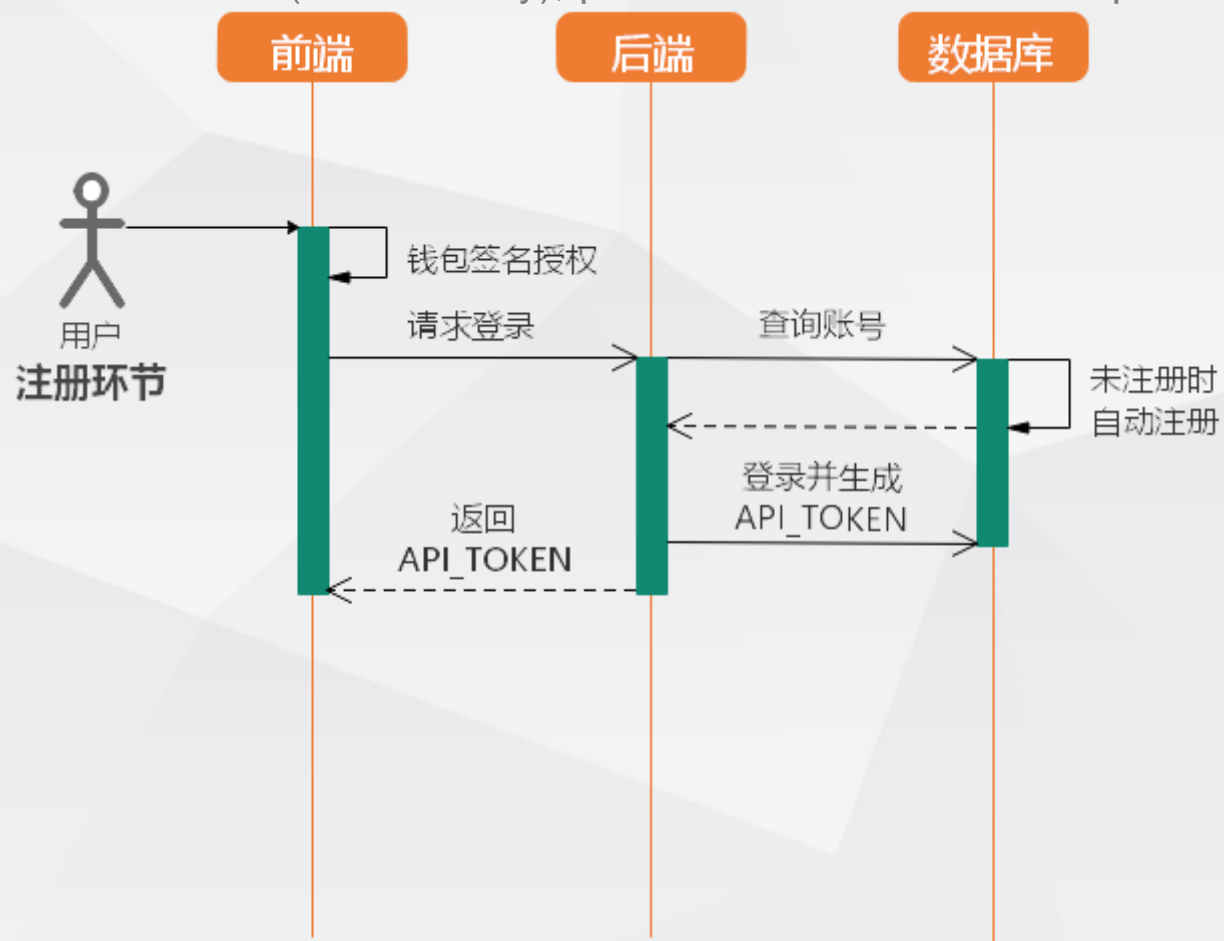 前端
后端
数据库
钱包签名授权
用户
注册环节
请求登录
查询账号
未注册时
自动注册
登录并生成
API_TOKEN
返回
API_TOKEN